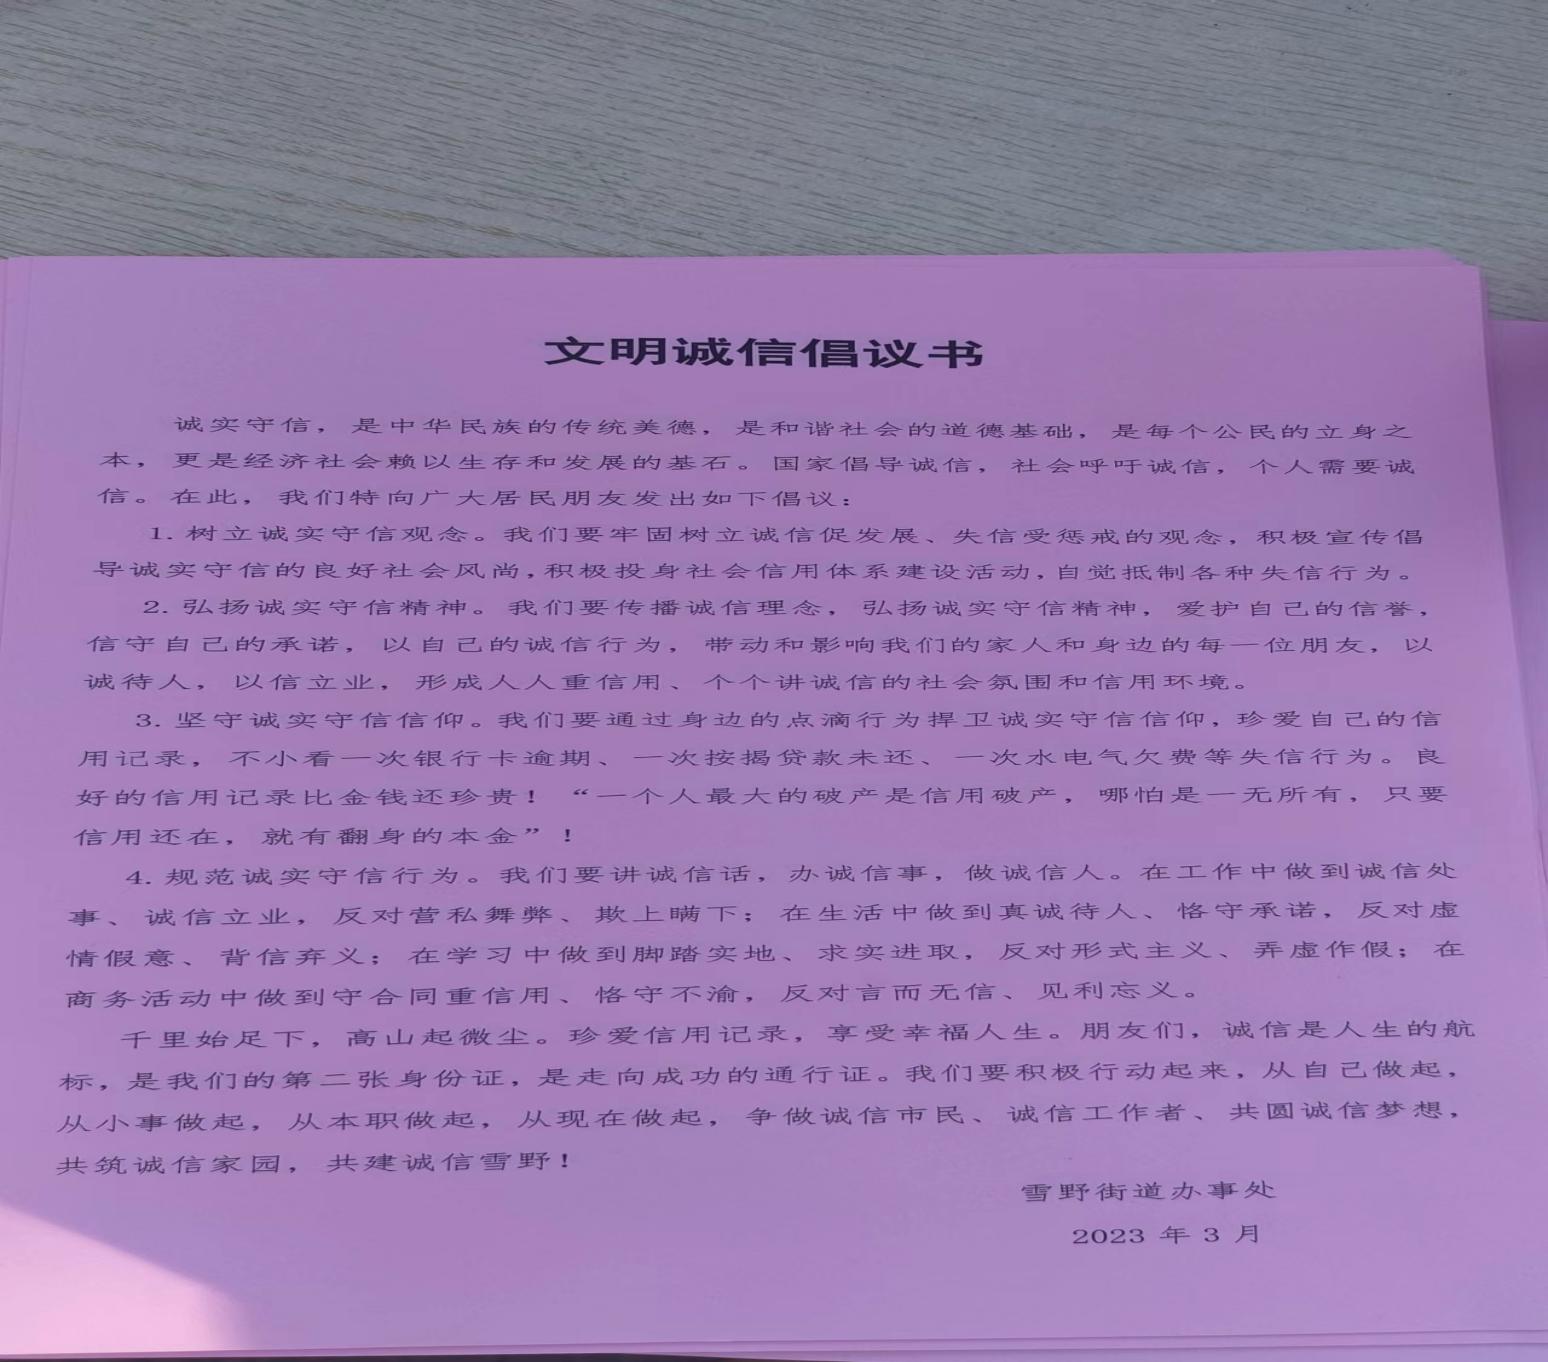 文明诚信倡议书
诚实守信，是中华民族的传统美德，是和谐社会的道德基础，是每个公民的立身之
本，更是经济社会赖以生存和发展的基石。国家倡导诚信，社会呼吁诚信，个人需要诚
信。在此，我们特向广大居民朋友发出如下倡议：
1. 树立诚实守信观念。我们要牢固树立诚信促发展、失信受惩戒的观念，积极宣传倡
导诚实守信的良好社会风尚，积极投身社会信用体系建设活动，自觉抵制各种失信行为。
2. 弘扬诚实守信精神。我们要传播诚信理念，弘扬诚实守信精神，爱护自己的信誉，
信守自己的承诺，以自己的诚信行为，带动和影响我们的家人和身边的每一位朋友，以
诚待人，以信立业，形成人人重信用、个个讲诚信的社会氛围和信用环境。
3. 坚守诚实守信信仰。我们要通过身边的点滴行为捍卫诚实守信信仰，珍爱自己的信
用记录，不小看一次银行卡逾期、一次按揭贷款未还、一次水电气欠费等失信行为。良
好的信用记录比金钱还珍贵！“一个人最大的破产是信用破产，哪怕是一无所有，只要
信用还在，就有翻身的本金”！
4. 规范诚实守信行为。我们要讲诚信话，办诚信事，做诚信人。在工作中做到诚信处
事、诚信立业，反对营私舞弊、欺上瞒下；在生活中做到真诚待人、恪守承诺，反对虚
情假意、背信弃义；在学习中做到脚踏实地、求实进取，反对形式主义、弄虚作假；在
商务活动中做到守合同重信用、恪守不渝，反对言而无信、见利忘义。
千里始足下，高山起微尘。珍爱信用记录，享受幸福人生。朋友们，诚信是人生的航
标，是我们的第二张身份证，是走向成功的通行证。我们要积极行动起来，从自己做起，
从小事做起，从本职做起，从现在做起，争做诚信市民、诚信工作者、共圆诚信梦想，
共筑诚信家园，共建诚信雪野！
雪野街道办事处
2023 年 3 月